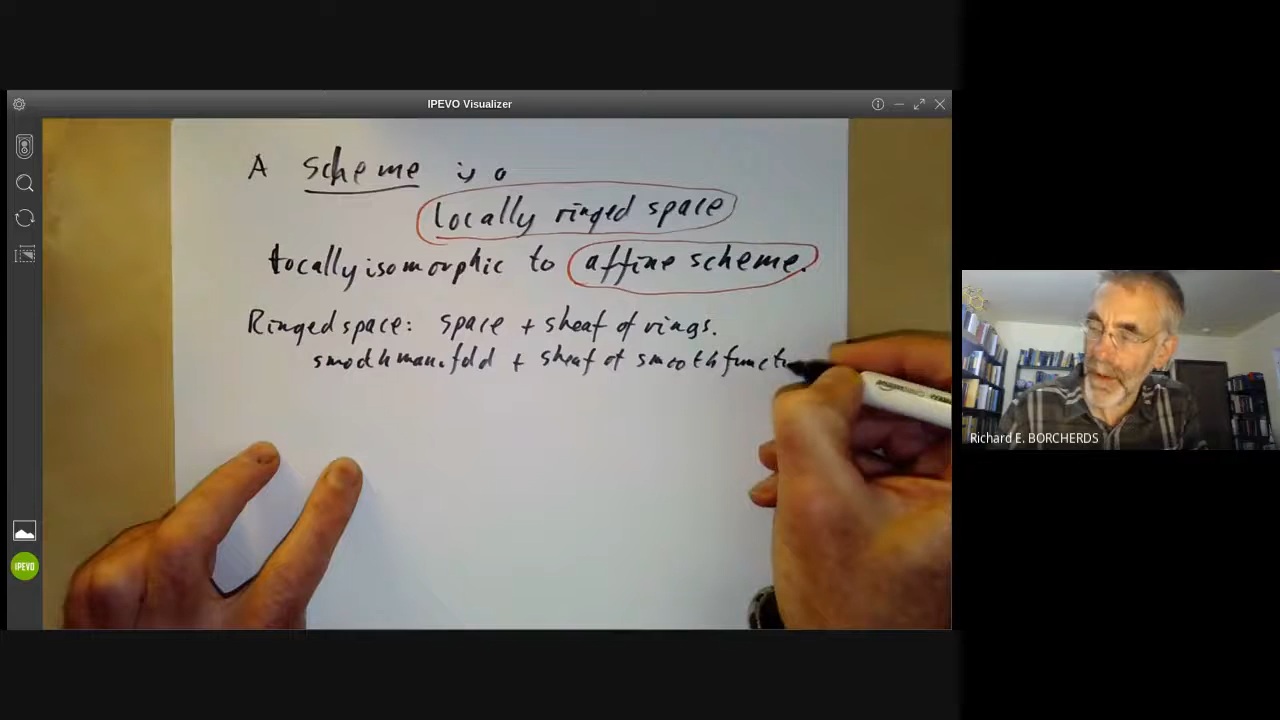 IPEVO Visualizer
A scheme is a
locally ringed space
locally isomorphic to affine scheme.
Ringed space: space + sheaf of rings.
smooth manifold + sheaf of smooth functi
Richard E. BORCHERDS
IPEVO